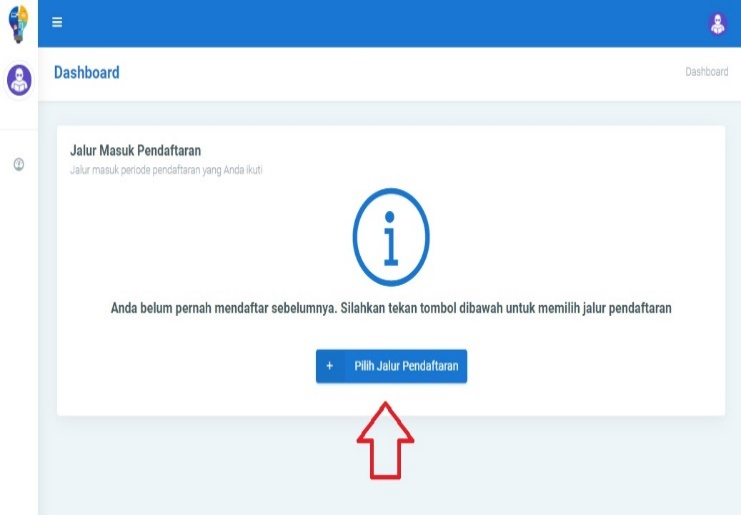 Dashboard
Dashboard
Jalur Masuk Pendaftaran
Jalur masuk periode pendaftaran yang Anda ikuti
Anda belum pernah mendaftar sebelumnya. Silahkan tekan tombol dibawah untuk memilih jalur pendaftaran
+ Pilih Jalur Pendaftaran